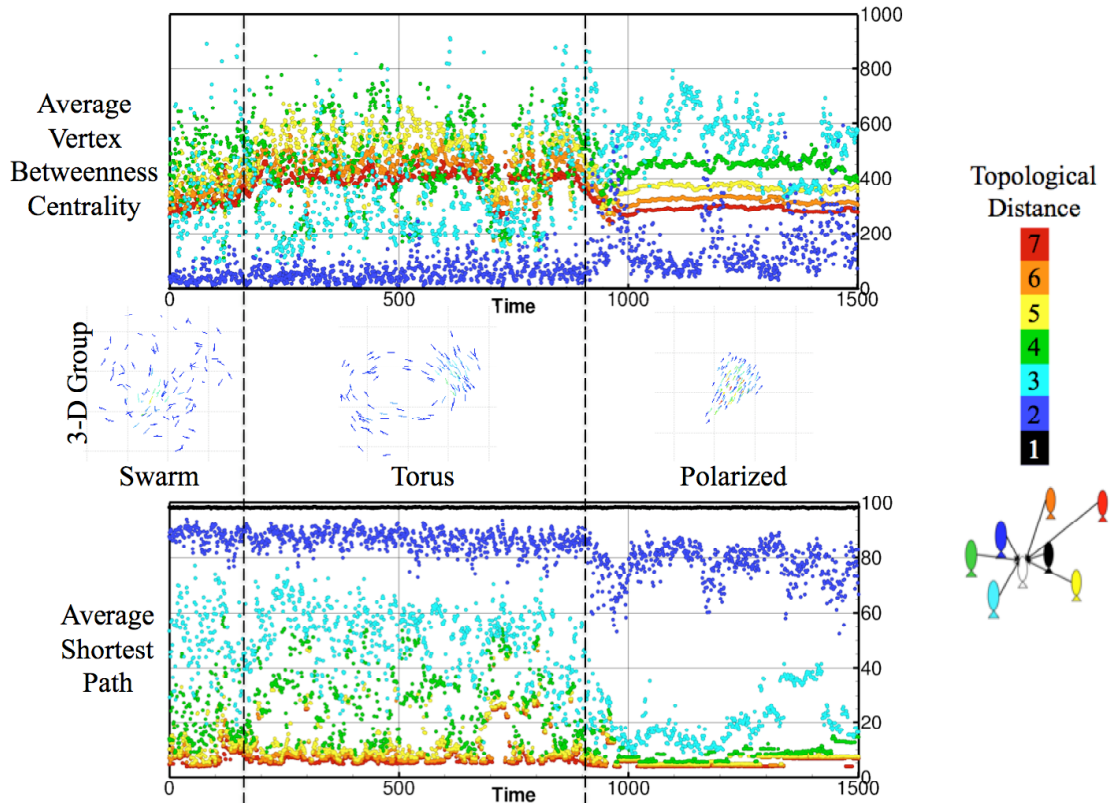 1000
800
600
400
200
0
Average
Vertex
Betweenness
Centrality
0
500
Time
1000
1500
3-D Group
Swarm
Torus
Polarized
100
80
60
40
20
0
Average
Shortest
Path
0
500
Time
1000
1500
Topological
Distance
7
6
5
4
3
2
1